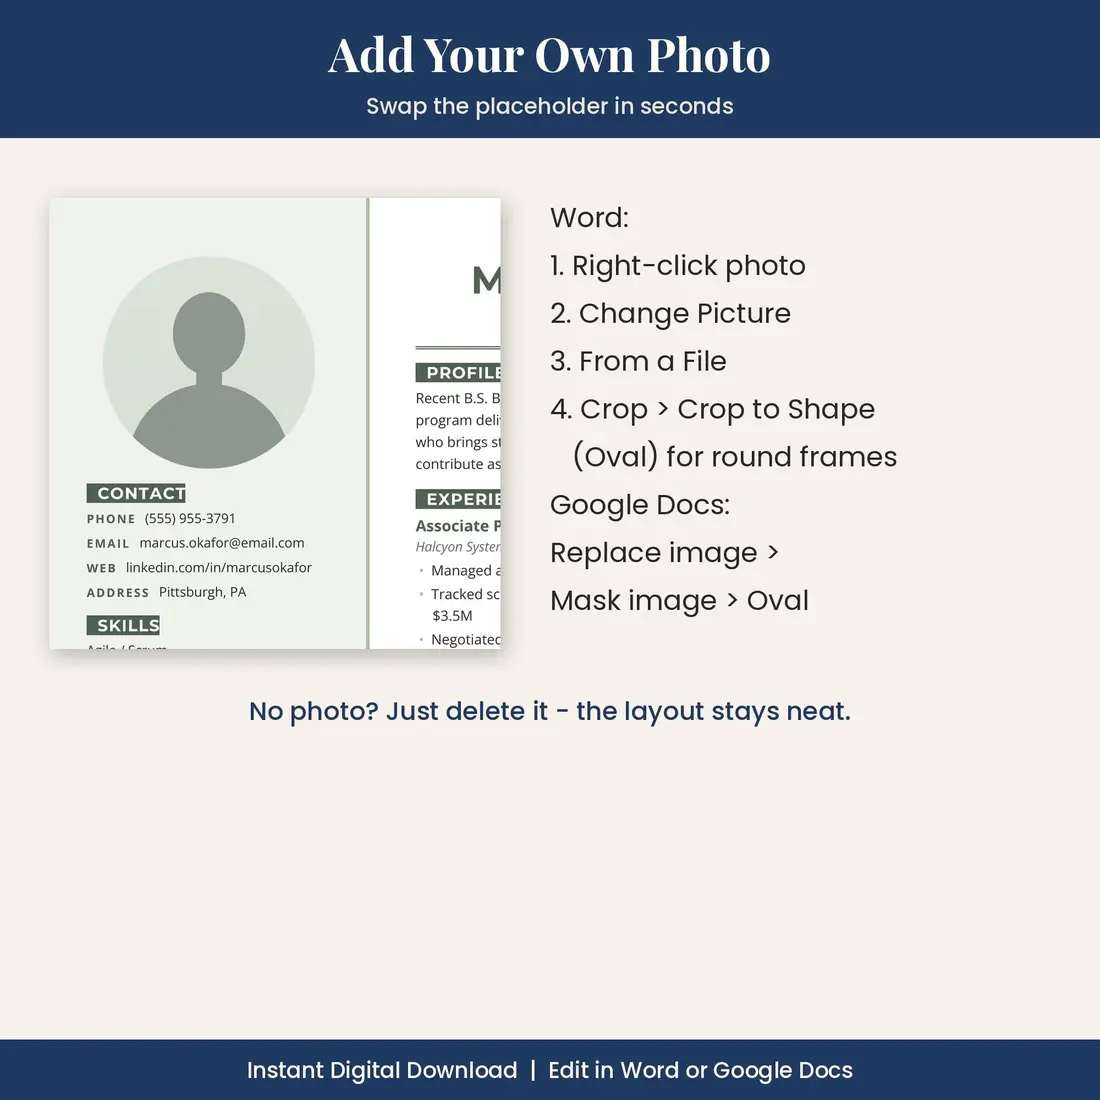 Add Your Own Photo
Swap the placeholder in seconds
CONTACT
PHONE (555) 955-3791
EMAIL marcus.okafor@email.com
WEB linkedin.com/in/marcusokafor
ADDRESS Pittsburgh, PA
SKILLS
Agile / Scrum
M
PROFILE
Recent B.S. B
program deli
who brings st
contribute as
EXPERIE
Associate P
Halcyon System
• Managed a
• Tracked sc
$3.5M
• Negotiated
Word:
1. Right-click photo
2. Change Picture
3. From a File
4. Crop > Crop to Shape
(Oval) for round frames
Google Docs:
Replace image >
Mask image > Oval
No photo? Just delete it - the layout stays neat.
Instant Digital Download | Edit in Word or Google Docs